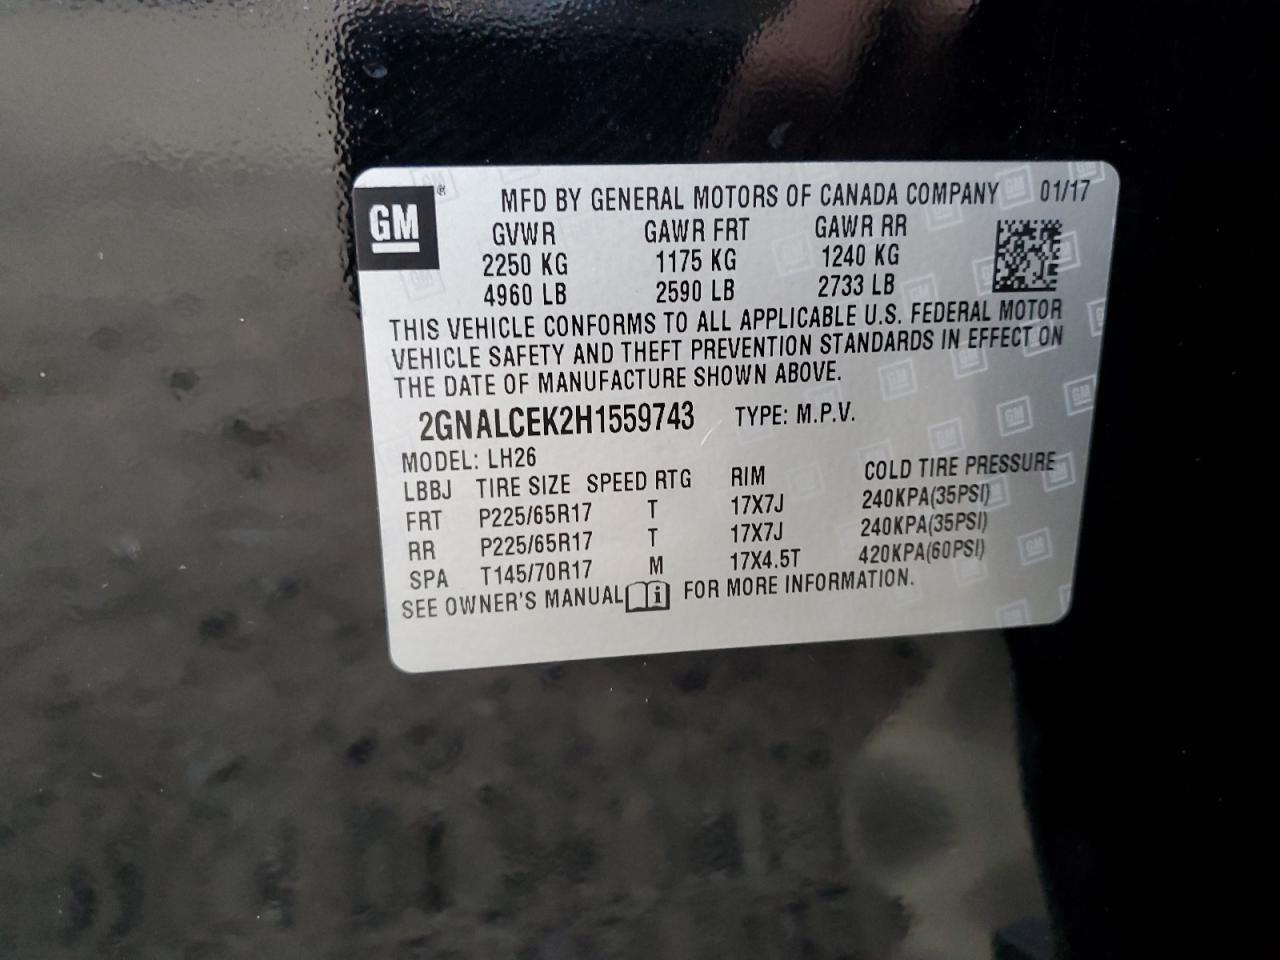 GM ® MFD BY GENERAL MOTORS OF CANADA COMPANY 01/17
GVWR GAWR FRT GAWR RR
2250 KG 1175 KG 1240 KG
4960 LB 2590 LB 2733 LB
THIS VEHICLE CONFORMS TO ALL APPLICABLE U.S. FEDERAL MOTOR
VEHICLE SAFETY AND THEFT PREVENTION STANDARDS IN EFFECT ON
THE DATE OF MANUFACTURE SHOWN ABOVE.
2GNALCEK2H1559743 TYPE: M.P.V.
MODEL: LH26
LBBJ TIRE SIZE SPEED RTG RIM COLD TIRE PRESSURE
FRT P225/65R17 T 17X7J 240KPA(35PSI)
RR P225/65R17 T 17X7J 240KPA(35PSI)
SPA T145/70R17 M 17X4.5T 420KPA(60PSI)
SEE OWNER'S MANUAL i FOR MORE INFORMATION.